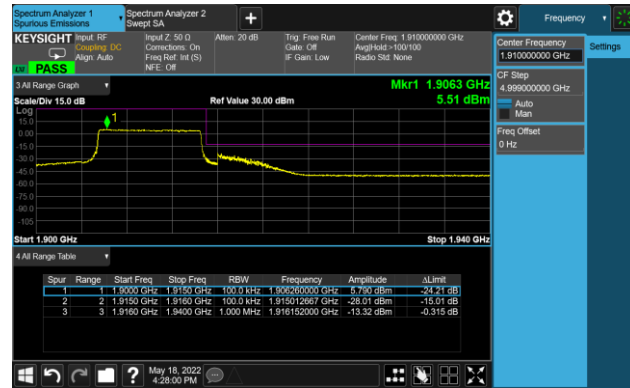 Spectrum Analyzer 1
Spurious Emissions
Spectrum Analyzer 2
Swept SA
+
Frequency
KEYSIGHT
Input: RF
Coupling: DC
Align: Auto
Input Z: 50 Ω
Corrections: On
Freq Ref: Int (S)
NFE: Off
Atten: 20 dB
Trig: Free Run
Gate: Off
IF Gain: Low
Center Freq: 1.910000000 GHz
Avg|Hold:>100/100
Radio Std: None
PASS
Center Frequency
1.910000000 GHz
Settings
CF Step
4.999000000 GHz
Auto
Man
Freq Offset
0 Hz
3 All Range Graph
Mkr1 1.9063 GHz
Scale/Div 15.0 dB
Ref Value 30.00 dBm
5.51 dBm
Log
15.0
0.00
-15.0
-30.0
-45.0
-60.0
-75.0
-90.0
-105
1
Start 1.900 GHz
Stop 1.940 GHz
4 All Range Table
Spur Range Start Freq Stop Freq RBW Frequency Amplitude ΔLimit
1 1 1.9000 GHz 1.9150 GHz 100.0 kHz 1.906260000 GHz 5.790 dBm -24.21 dB
2 2 1.9150 GHz 1.9160 GHz 100.0 kHz 1.915012667 GHz -28.01 dBm -15.01 dB
3 3 1.9160 GHz 1.9400 GHz 1.000 MHz 1.916152000 GHz -13.32 dBm -0.315 dB
?
May 18, 2022
4:28:00 PM